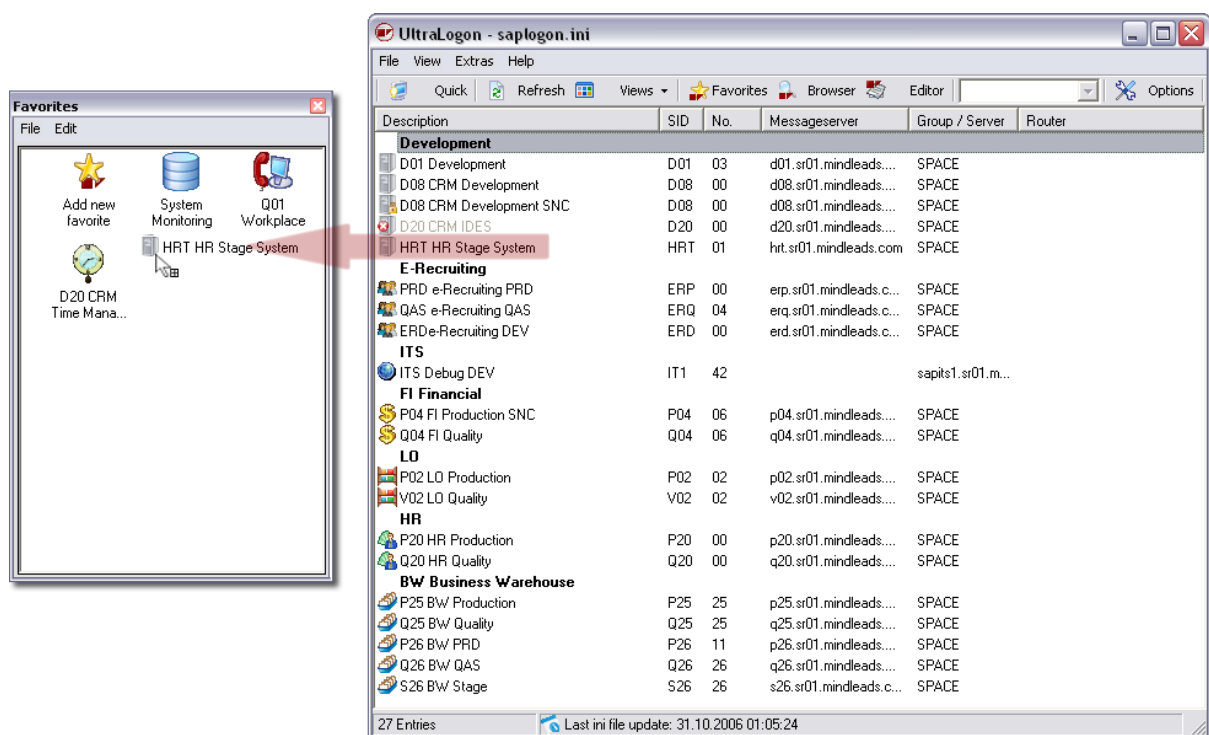 UltraLogon - saplogon.ini
File View Extras Help
Quick Refresh Views Favorites Browser Editor Options
Description SID No. Messageserver Group / Server Router
Development
D01 Development D01 03 d01.sr01.mindleads.... SPACE
D08 CRM Development D08 00 d08.sr01.mindleads.... SPACE
D08 CRM Development SNC D08 00 d08.sr01.mindleads.... SPACE
D20 CRM IDES D20 00 d20.sr01.mindleads.... SPACE
HRT HR Stage System HRT 01 hrt.sr01.mindleads.com SPACE
E-Recruiting
PRD e-Recruiting PRD ERP 00 erp.sr01.mindleads.c... SPACE
QAS e-Recruiting QAS ERQ 04 erq.sr01.mindleads.c... SPACE
ERDe-Recruiting DEV ERD 00 erd.sr01.mindleads.c... SPACE
ITS
ITS Debug DEV IT1 42 sapits1.sr01.m...
FI Financial
P04 FI Production SNC P04 06 p04.sr01.mindleads.... SPACE
Q04 FI Quality Q04 06 q04.sr01.mindleads.... SPACE
LO
P02 LO Production P02 02 p02.sr01.mindleads.... SPACE
V02 LO Quality V02 02 v02.sr01.mindleads.... SPACE
HR
P20 HR Production P20 00 p20.sr01.mindleads.... SPACE
Q20 HR Quality Q20 00 q20.sr01.mindleads.... SPACE
BW Business Warehouse
P25 BW Production P25 25 p25.sr01.mindleads.... SPACE
Q25 BW Quality Q25 25 q25.sr01.mindleads.... SPACE
P26 BW PRD P26 11 p26.sr01.mindleads.... SPACE
Q26 BW QAS Q26 26 q26.sr01.mindleads.... SPACE
S26 BW Stage S26 26 s26.sr01.mindleads.c... SPACE
27 Entries Last ini file update: 31.10.2006 01:05:24
Favorites
File Edit
Add new
favorite
System
Monitoring
Q01
Workplace
HRT HR Stage System
D20 CRM
Time Mana...